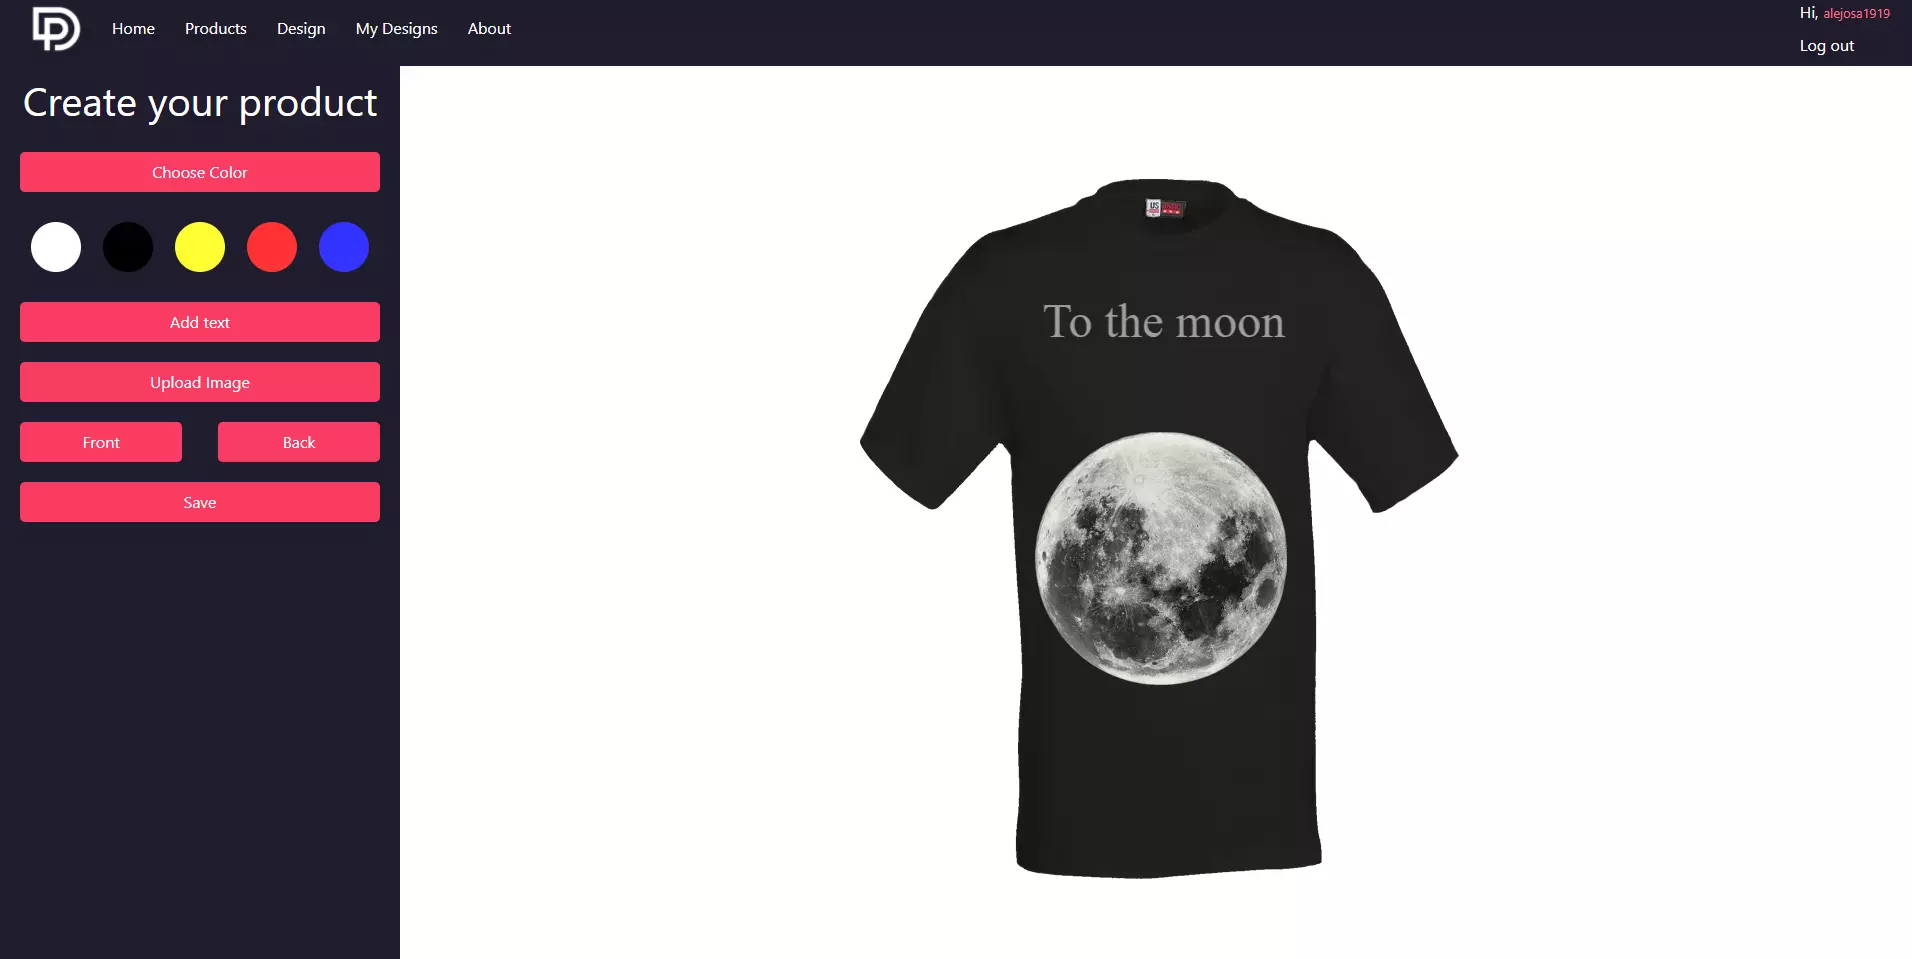 Home Products Design My Designs About
Hi, alejosa1919
Log out
Create your product
Choose Color
Add text
Upload Image
Front Back
Save
US
To the moon